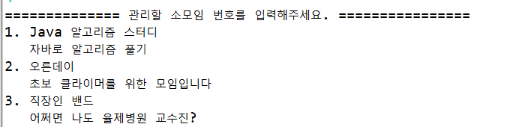 ============== 관리할 소모임 번호를 입력해주세요. ================
1. Java 알고리즘 스터디
자바로 알고리즘 풀기
2. 오픈데이
초보 클라이머를 위한 모임입니다
3. 직장인 밴드
어쩌면 나도 율제병원 교수진?